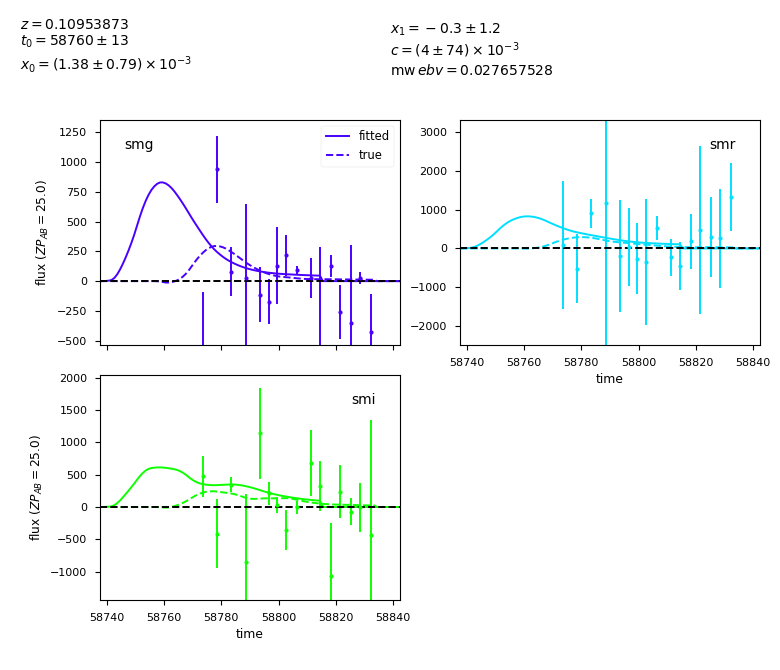 z = 0.10953873
t₀ = 58760 ± 13
x₀ = (1.38 ± 0.79) × 10⁻³
x₁ = −0.3 ± 1.2
c = (4 ± 74) × 10⁻³
mw ebv = 0.027657528
smg
fitted
true
1250
1000
750
500
250
0
−250
−500
flux (ZP_AB = 25.0)
smr
3000
2000
1000
0
−1000
−2000
58740 58760 58780 58800 58820 58840
time
smi
2000
1500
1000
500
0
−500
−1000
flux (ZP_AB = 25.0)
58740 58760 58780 58800 58820 58840
time